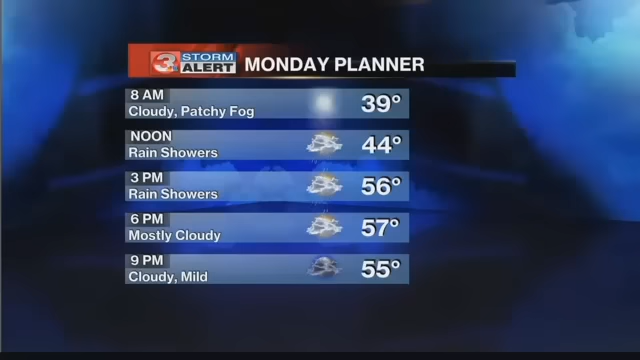 3 STORM ALERT MONDAY PLANNER
8 AM
Cloudy, Patchy Fog 39°
NOON
Rain Showers 44°
3 PM
Rain Showers 56°
6 PM
Mostly Cloudy 57°
9 PM
Cloudy, Mild 55°